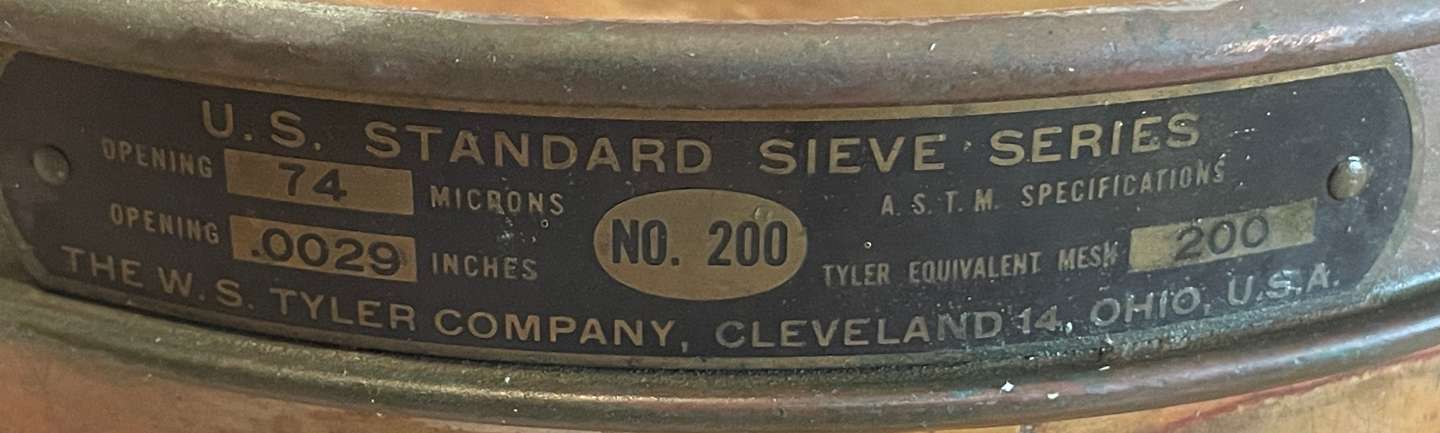 U.S. STANDARD SIEVE SERIES
OPENING 74 MICRONS
A.S.T.M. SPECIFICATIONS
NO. 200
OPENING .0029 INCHES
TYLER EQUIVALENT MESH 200
THE W.S. TYLER COMPANY, CLEVELAND 14, OHIO, U.S.A.